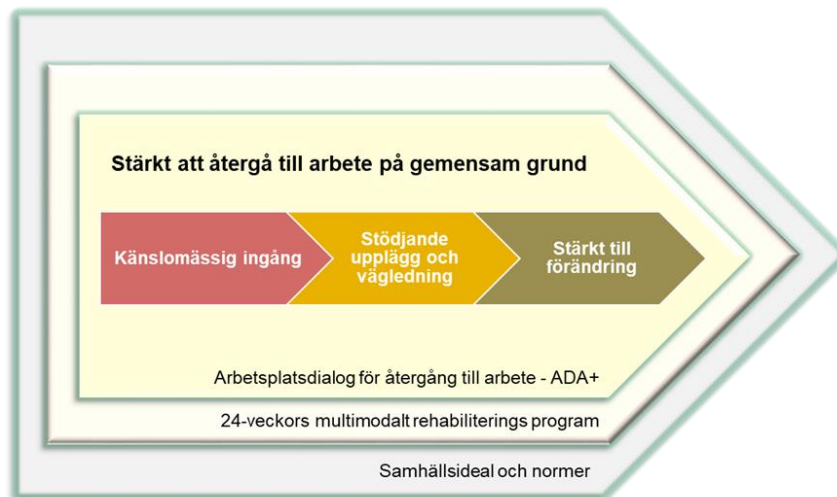 Stärkt att återgå till arbete på gemensam grund
Känslomässig ingång
Stödjande
upplägg och
vägledning
Stärkt till
förändring
Arbetsplatsdialog för återgång till arbete - ADA+
24-veckors multimodalt rehabiliterings program
Samhällsideal och normer